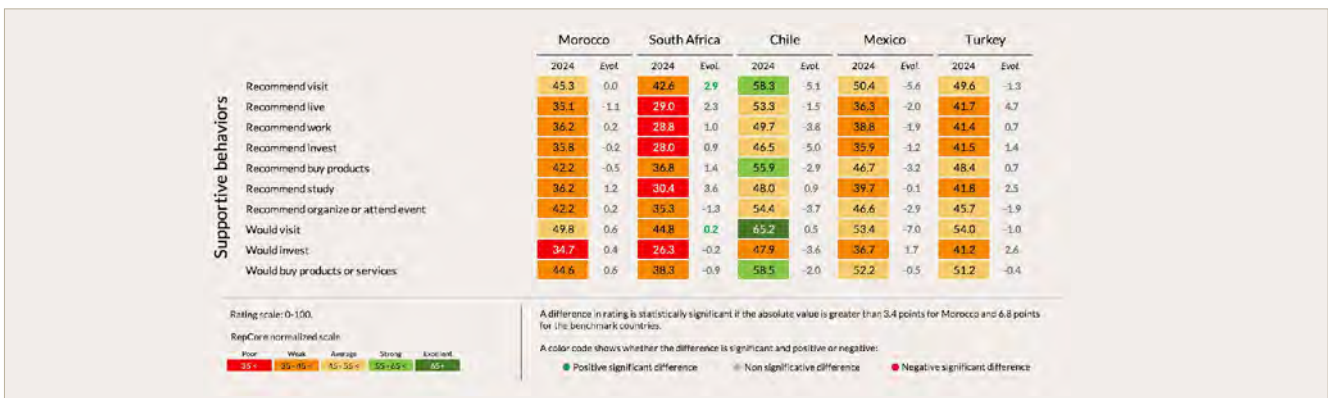 Morocco South Africa Chile Mexico Turkey
2024 Evol. 2024 Evol. 2024 Evol. 2024 Evol. 2024 Evol.
Supportive behaviors
Recommend visit 45.3 0.0 42.6 2.9 58.3 -5.1 50.4 -5.6 49.6 -1.3
Recommend live 35.1 -1.1 29.0 2.3 53.3 -1.5 36.3 -2.0 41.7 4.7
Recommend work 36.2 0.2 28.8 1.0 49.7 -3.8 38.8 -1.9 41.4 0.7
Recommend invest 35.8 -0.2 28.0 0.9 46.5 -5.0 35.9 -1.2 41.5 1.4
Recommend buy products 42.2 -0.5 36.8 1.4 55.9 -2.9 46.7 -3.2 48.4 0.7
Recommend study 36.2 1.2 30.4 3.6 48.0 0.9 39.7 -0.1 41.8 2.5
Recommend organize or attend event 42.2 0.2 35.3 -1.3 54.4 -3.7 46.6 -2.9 45.7 -1.9
Would visit 49.8 0.6 44.8 0.2 65.2 0.5 53.4 -7.0 54.0 -1.0
Would invest 34.7 0.4 26.3 -0.2 47.9 -3.6 36.7 1.7 41.2 2.6
Would buy products or services 44.6 0.6 38.3 -0.9 58.5 -2.0 52.2 -0.5 51.2 -0.4
Rating scale: 0-100.
RepCore normalized scale
Poor Weak Average Strong Excellent
35< 35-45< 45-55< 55-65< 65+
A difference in rating is statistically significant if the absolute value is greater than 3.4 points for Morocco and 6.8 points
for the benchmark countries.
A color code shows whether the difference is significant and positive or negative:
Positive significant difference Non significative difference Negative significant difference